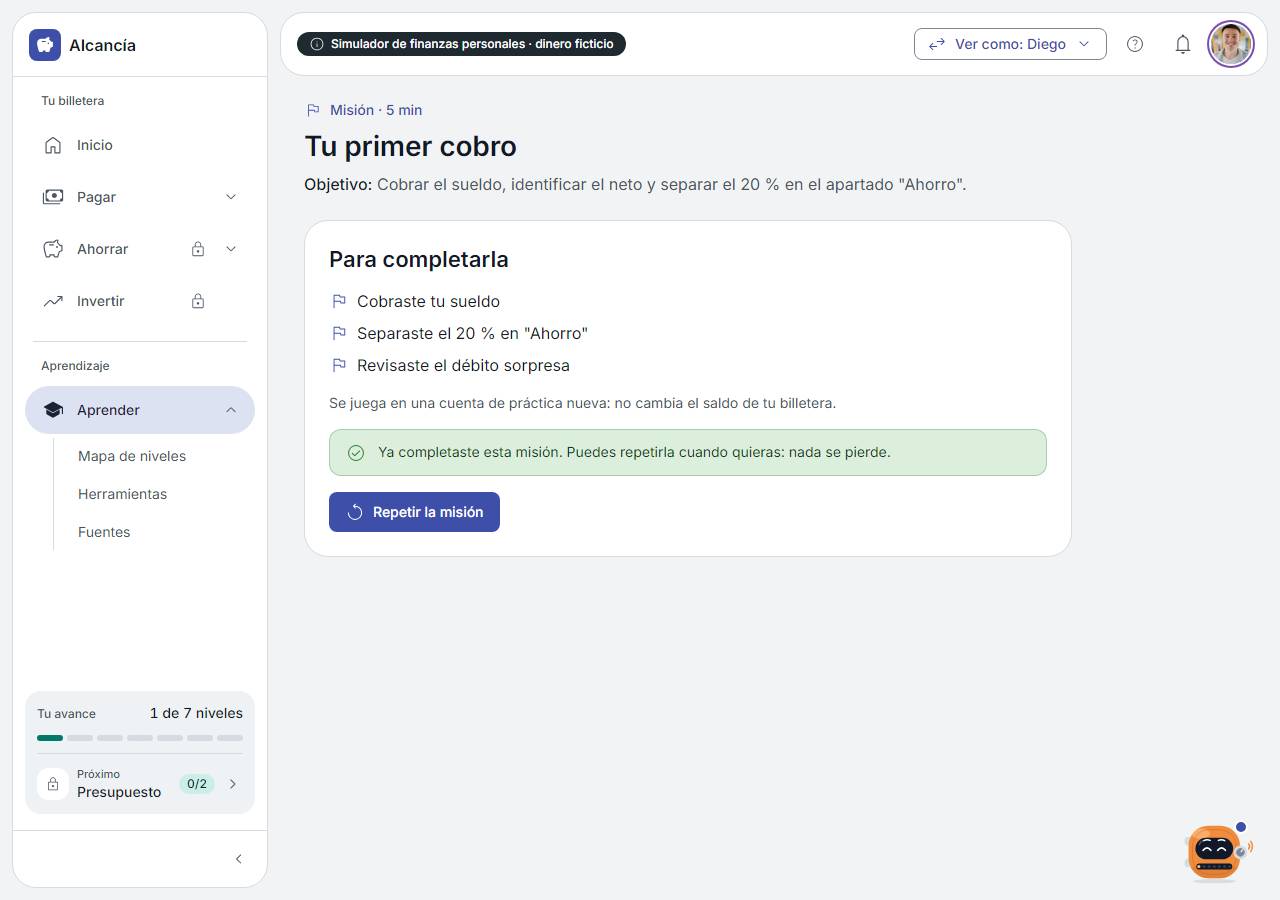 Alcancía
Simulador de finanzas personales · dinero ficticio
Ver como: Diego
Tu billetera
Inicio
Pagar
Ahorrar
Invertir
Aprendizaje
Aprender
Mapa de niveles
Herramientas
Fuentes
Tu avance 1 de 7 niveles
Próximo
Presupuesto 0/2
Misión · 5 min
Tu primer cobro
Objetivo: Cobrar el sueldo, identificar el neto y separar el 20 % en el apartado "Ahorro".
Para completarla
Cobraste tu sueldo
Separaste el 20 % en "Ahorro"
Revisaste el débito sorpresa
Se juega en una cuenta de práctica nueva: no cambia el saldo de tu billetera.
Ya completaste esta misión. Puedes repetirla cuando quieras: nada se pierde.
Repetir la misión